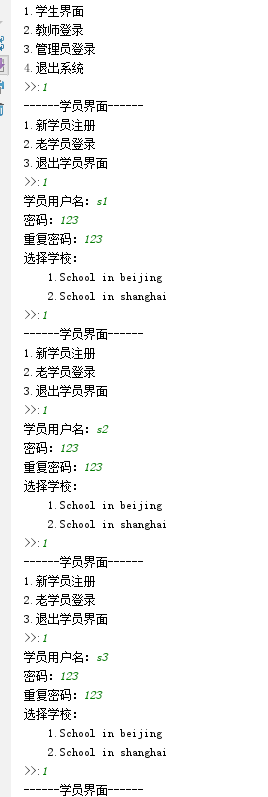 1.学生界面
2.教师登录
3.管理员登录
4.退出系统
>>:1
------学员界面------
1.新学员注册
2.老学员登录
3.退出学员界面
>>:1
学员用户名：s1
密码：123
重复密码：123
选择学校：
1.School in beijing
2.School in shanghai
>>:1
------学员界面------
1.新学员注册
2.老学员登录
3.退出学员界面
>>:1
学员用户名：s2
密码：123
重复密码：123
选择学校：
1.School in beijing
2.School in shanghai
>>:1
------学员界面------
1.新学员注册
2.老学员登录
3.退出学员界面
>>:1
学员用户名：s3
密码：123
重复密码：123
选择学校：
1.School in beijing
2.School in shanghai
>>:1
------学员界面------